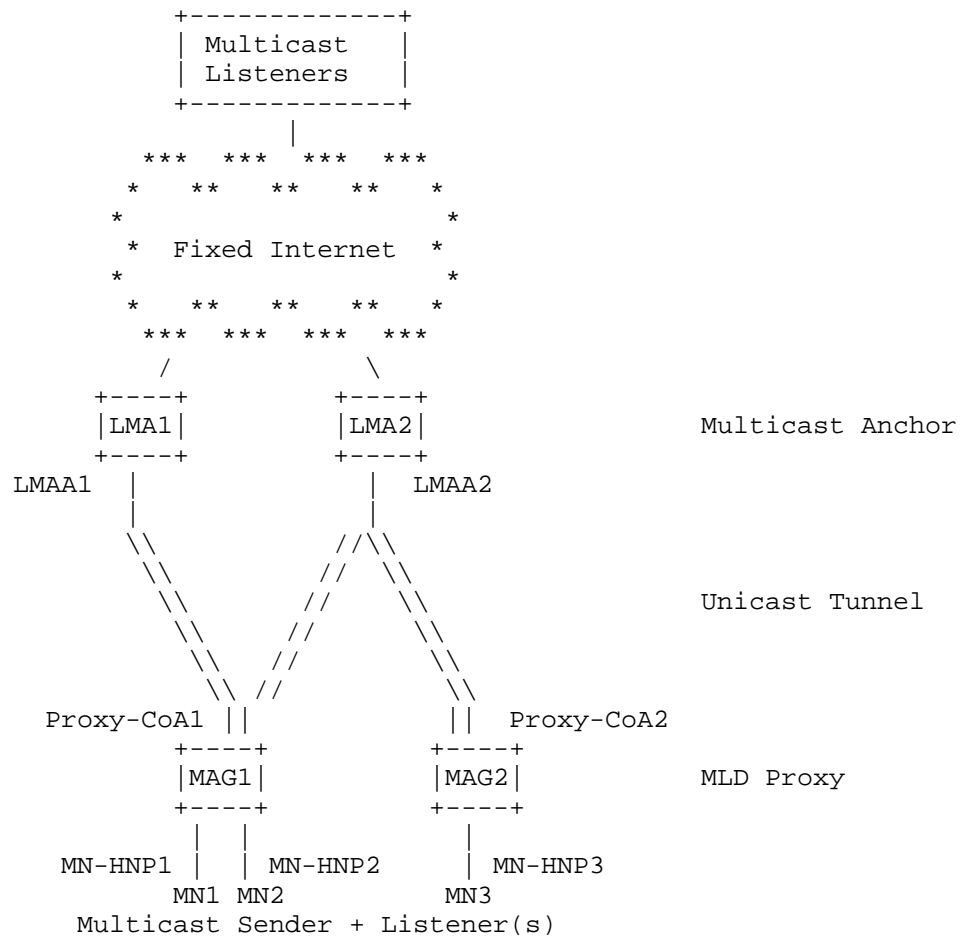 Multicast
Listeners
Fixed Internet
LMA1 LMA2 Multicast Anchor
LMAA1 LMAA2
Unicast Tunnel
Proxy-CoA1 Proxy-CoA2
MAG1 MAG2 MLD Proxy
MN-HNP1 MN-HNP2 MN-HNP3
MN1 MN2 MN3
Multicast Sender + Listener(s)